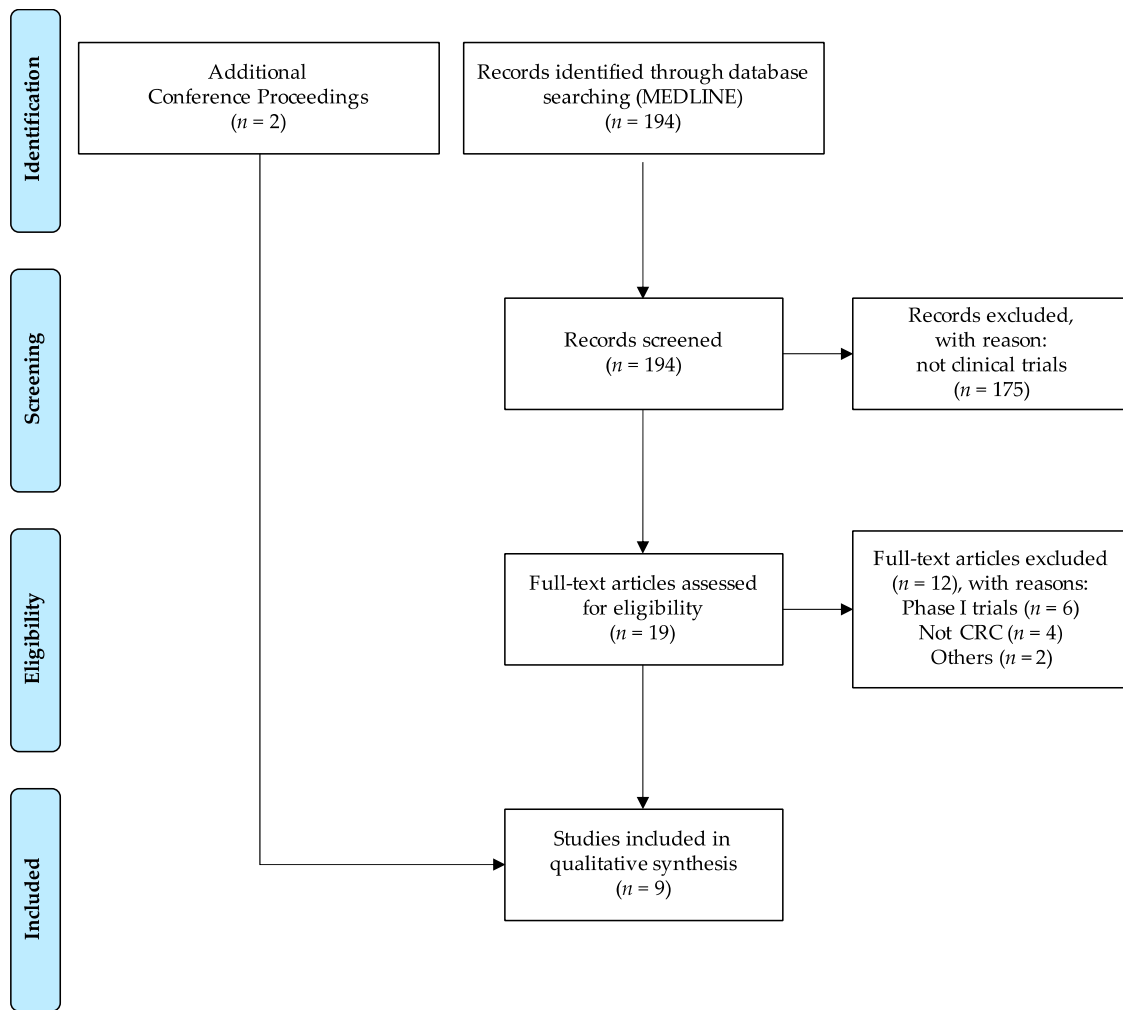 Identification
Additional
Conference Proceedings
(n = 2)
Records identified through database
searching (MEDLINE)
(n = 194)
Screening
Records screened
(n = 194)
Records excluded,
with reason:
not clinical trials
(n = 175)
Eligibility
Full-text articles assessed
for eligibility
(n = 19)
Full-text articles excluded
(n = 12), with reasons:
Phase I trials (n = 6)
Not CRC (n = 4)
Others (n = 2)
Included
Studies included in
qualitative synthesis
(n = 9)